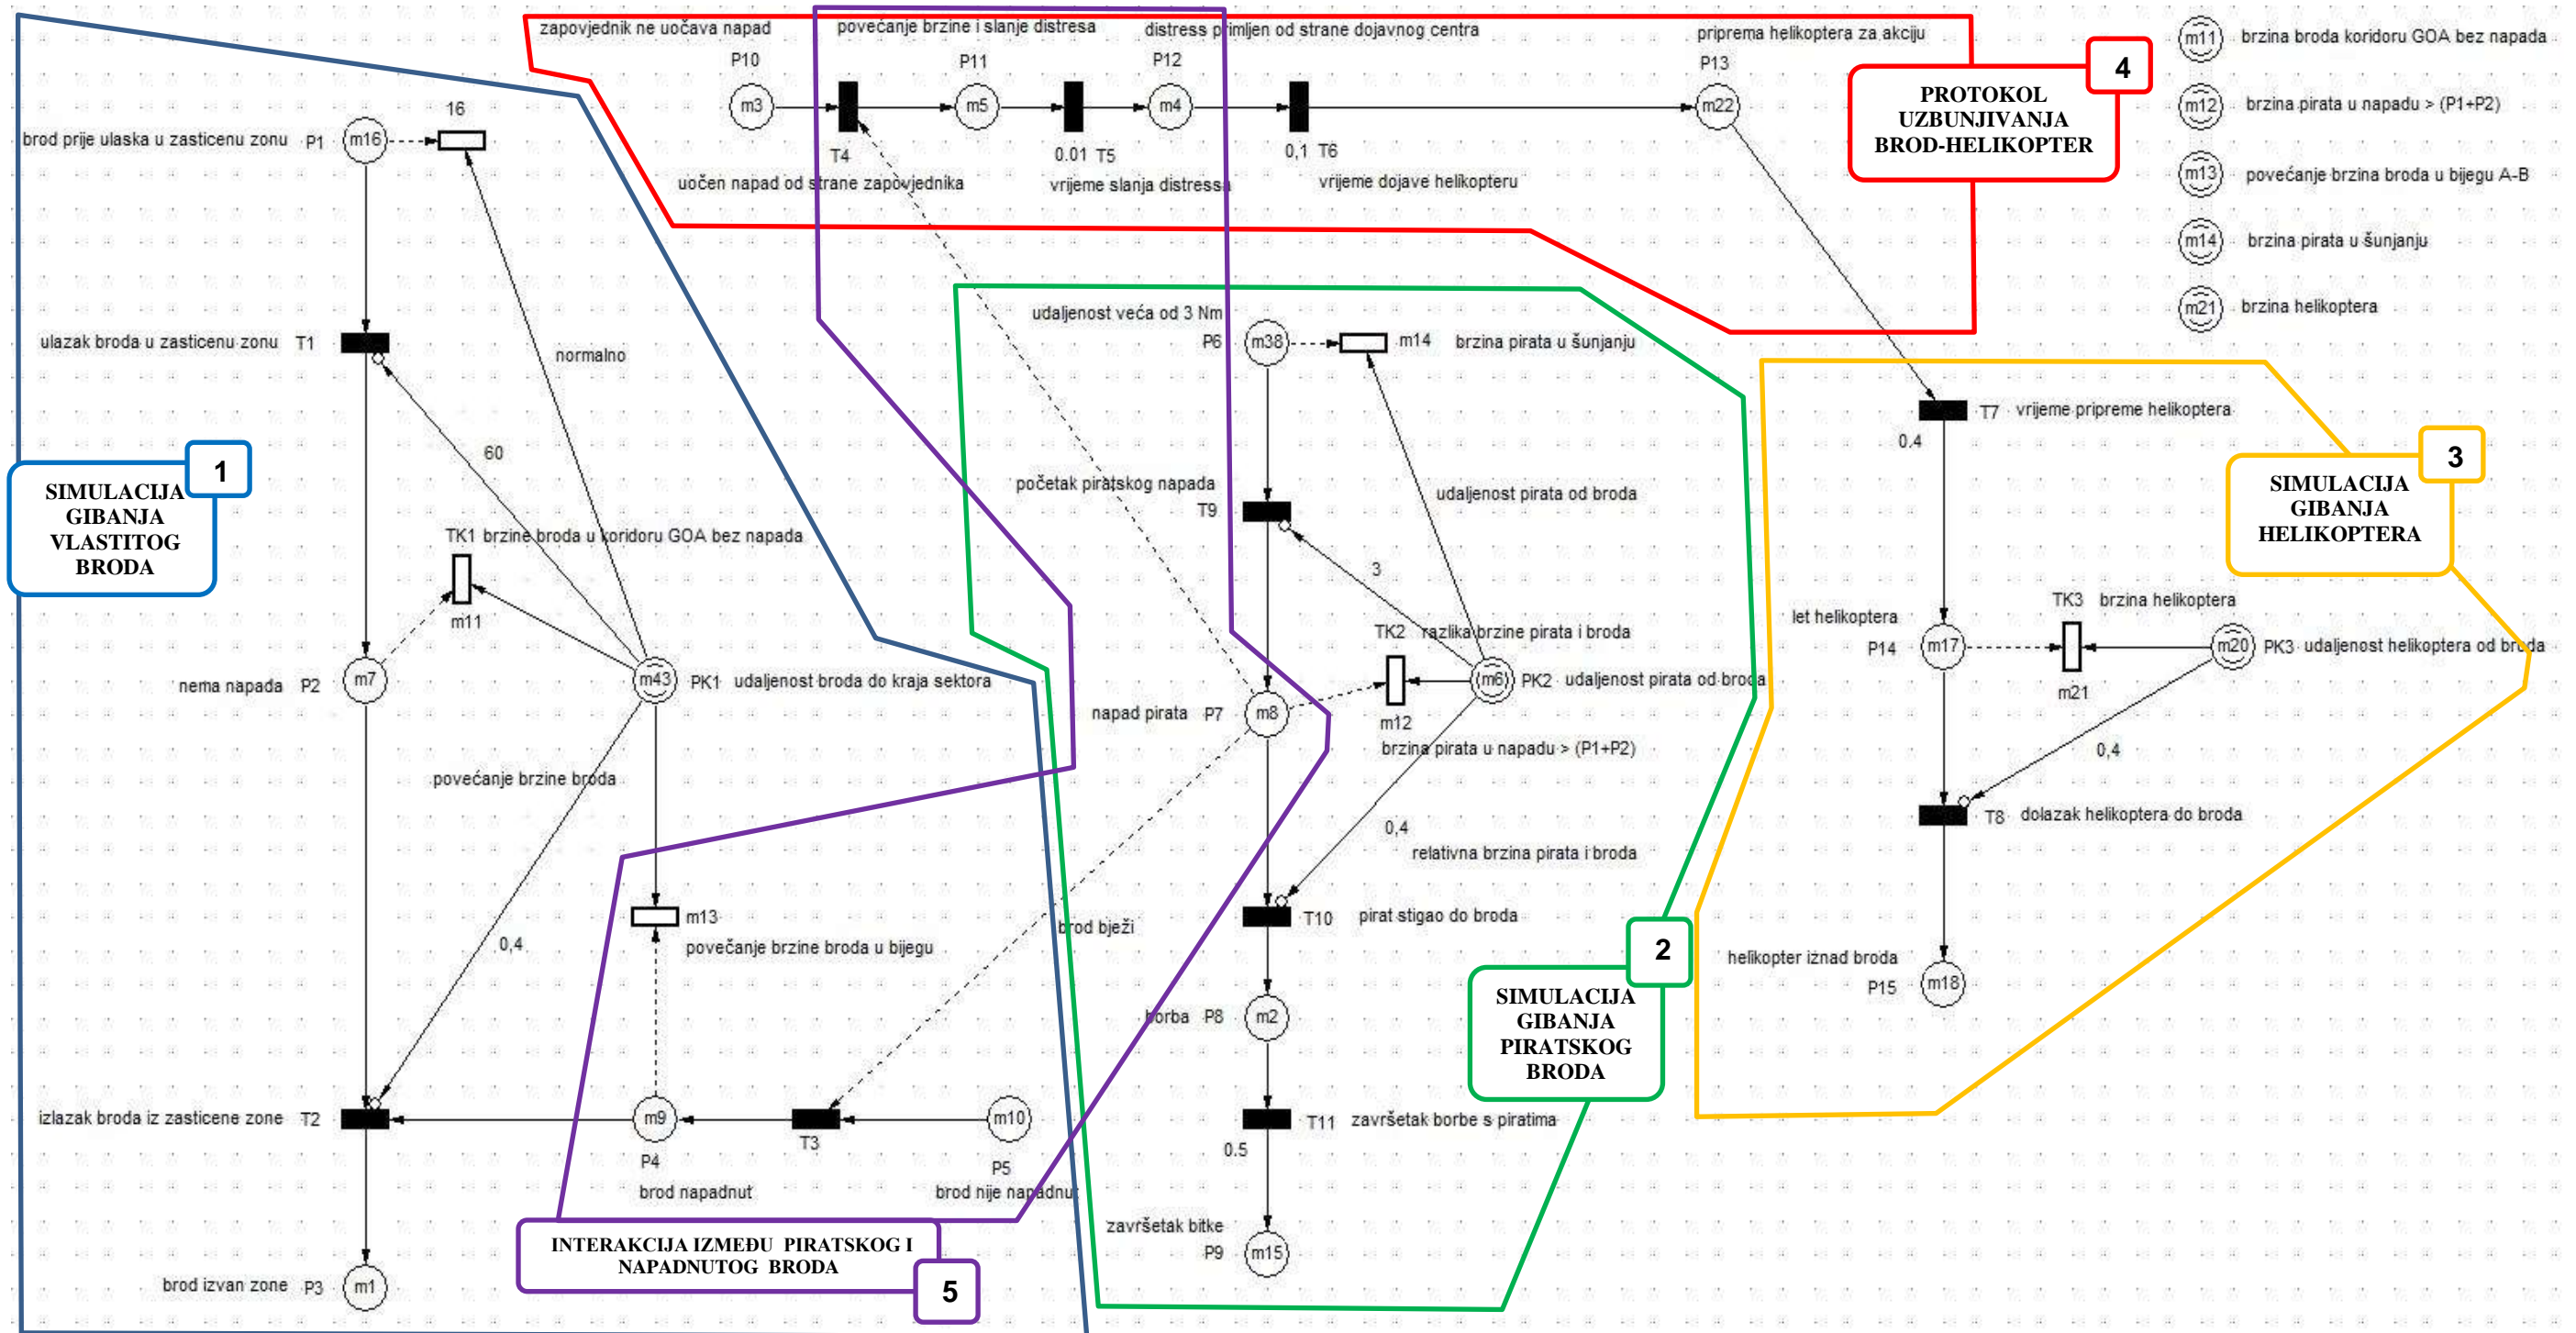 zapovjednik ne uočava napad
P10
m3
povećanje brzine i slanje distresa
P11
m5
distress primljen od strane dojavnog centra
P12
m4
priprema helikoptera za akciju
P13
m22
T4
uočen napad od strane zapovjednika
0.01 T5
vrijeme slanja distressa
0,1 T6
vrijeme dojave helikopteru
4
PROTOKOL
UZBUNJIVANJA
BROD-HELIKOPTER
m11 brzina broda koridoru GOA bez napada
m12 brzina pirata u napadu > (P1+P2)
m13 povećanje brzina broda u bijegu A-B
m14 brzina pirata u šunjanju
m21 brzina helikoptera
16
brod prije ulaska u zasticenu zonu P1 m16
ulazak broda u zasticenu zonu T1
normalno
60
1
SIMULACIJA
GIBANJA
VLASTITOG
BRODA
TK1 brzine broda u koridoru GOA bez napada
m11
nema napada P2 m7
m43 PK1 udaljenost broda do kraja sektora
povećanje brzine broda
0,4
m13
povečanje brzine broda u bijegu
brod bježi
izlazak broda iz zasticene zone T2
m9
P4
brod napadnut
T3
m10
P5
brod nije napadnut
brod izvan zone P3 m1
INTERAKCIJA IZMEĐU PIRATSKOG I
NAPADNUTOG BRODA
5
udaljenost veća od 3 Nm
P6 m38
m14 brzina pirata u šunjanju
početak piratskog napada
T9
udaljenost pirata od broda
3
TK2 razlika brzine pirata i broda
m6 PK2 udaljenost pirata od broda
napad pirata P7 m8
m12
brzina pirata u napadu > (P1+P2)
0,4
relativna brzina pirata i broda
T10 pirat stigao do broda
borba P8 m2
T11 završetak borbe s piratima
0.5
završetak bitke
P9 m15
2
SIMULACIJA
GIBANJA
PIRATSKOG
BRODA
T7 vrijeme pripreme helikoptera
0.4
3
SIMULACIJA
GIBANJA
HELIKOPTERA
let helikoptera
P14 m17
TK3 brzina helikoptera
m21
m20 PK3 udaljenost helikoptera od broda
0,4
T8 dolazak helikoptera do broda
helikopter iznad broda
P15 m18